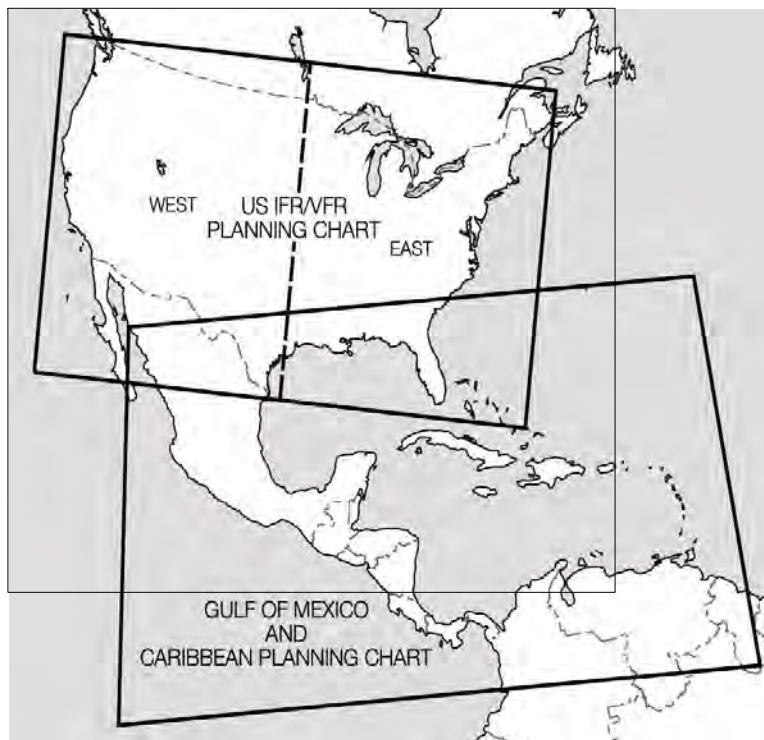 WEST
US IFR/VFR
PLANNING CHART
EAST
GULF OF MEXICO
AND
CARIBBEAN PLANNING CHART